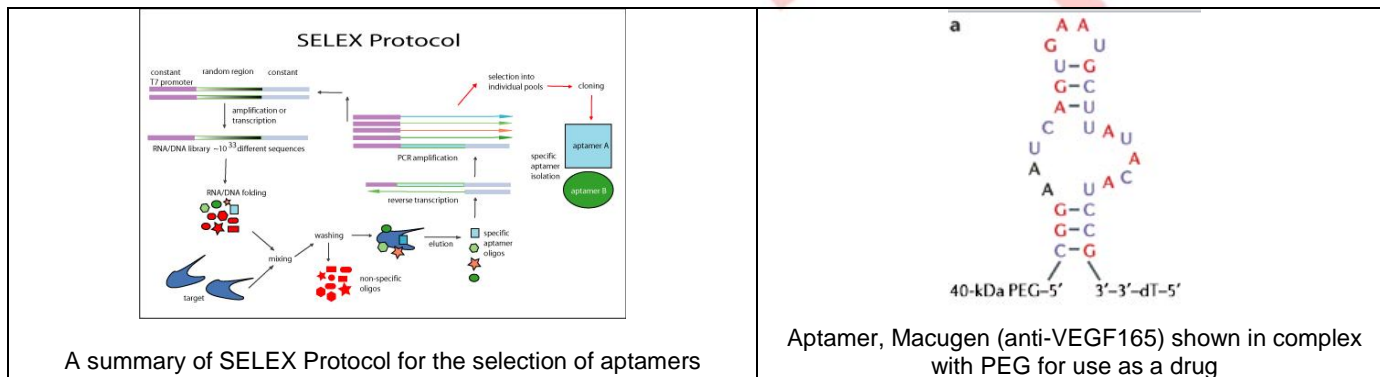 SELEX Protocol
constant random region constant
T7 promoter
amplification or
transcription
RNA/DNA library ~10 33 different sequences
RNA/DNA folding
mixing
target
washing
non-specific
oligos
elution
specific
aptamer
oligos
reverse transcription
PCR amplification
selection into
individual pools
cloning
specific
aptamer
isolation
aptamer A
aptamer B
A summary of SELEX Protocol for the selection of aptamers
a
A A
G U
U-G
G-C
A-U
C U A U
U A
A C
A U A
G-C
G-C
C-G
40-kDa PEG-5′ 3′-3′-dT-5′
Aptamer, Macugen (anti-VEGF165) shown in complex
with PEG for use as a drug